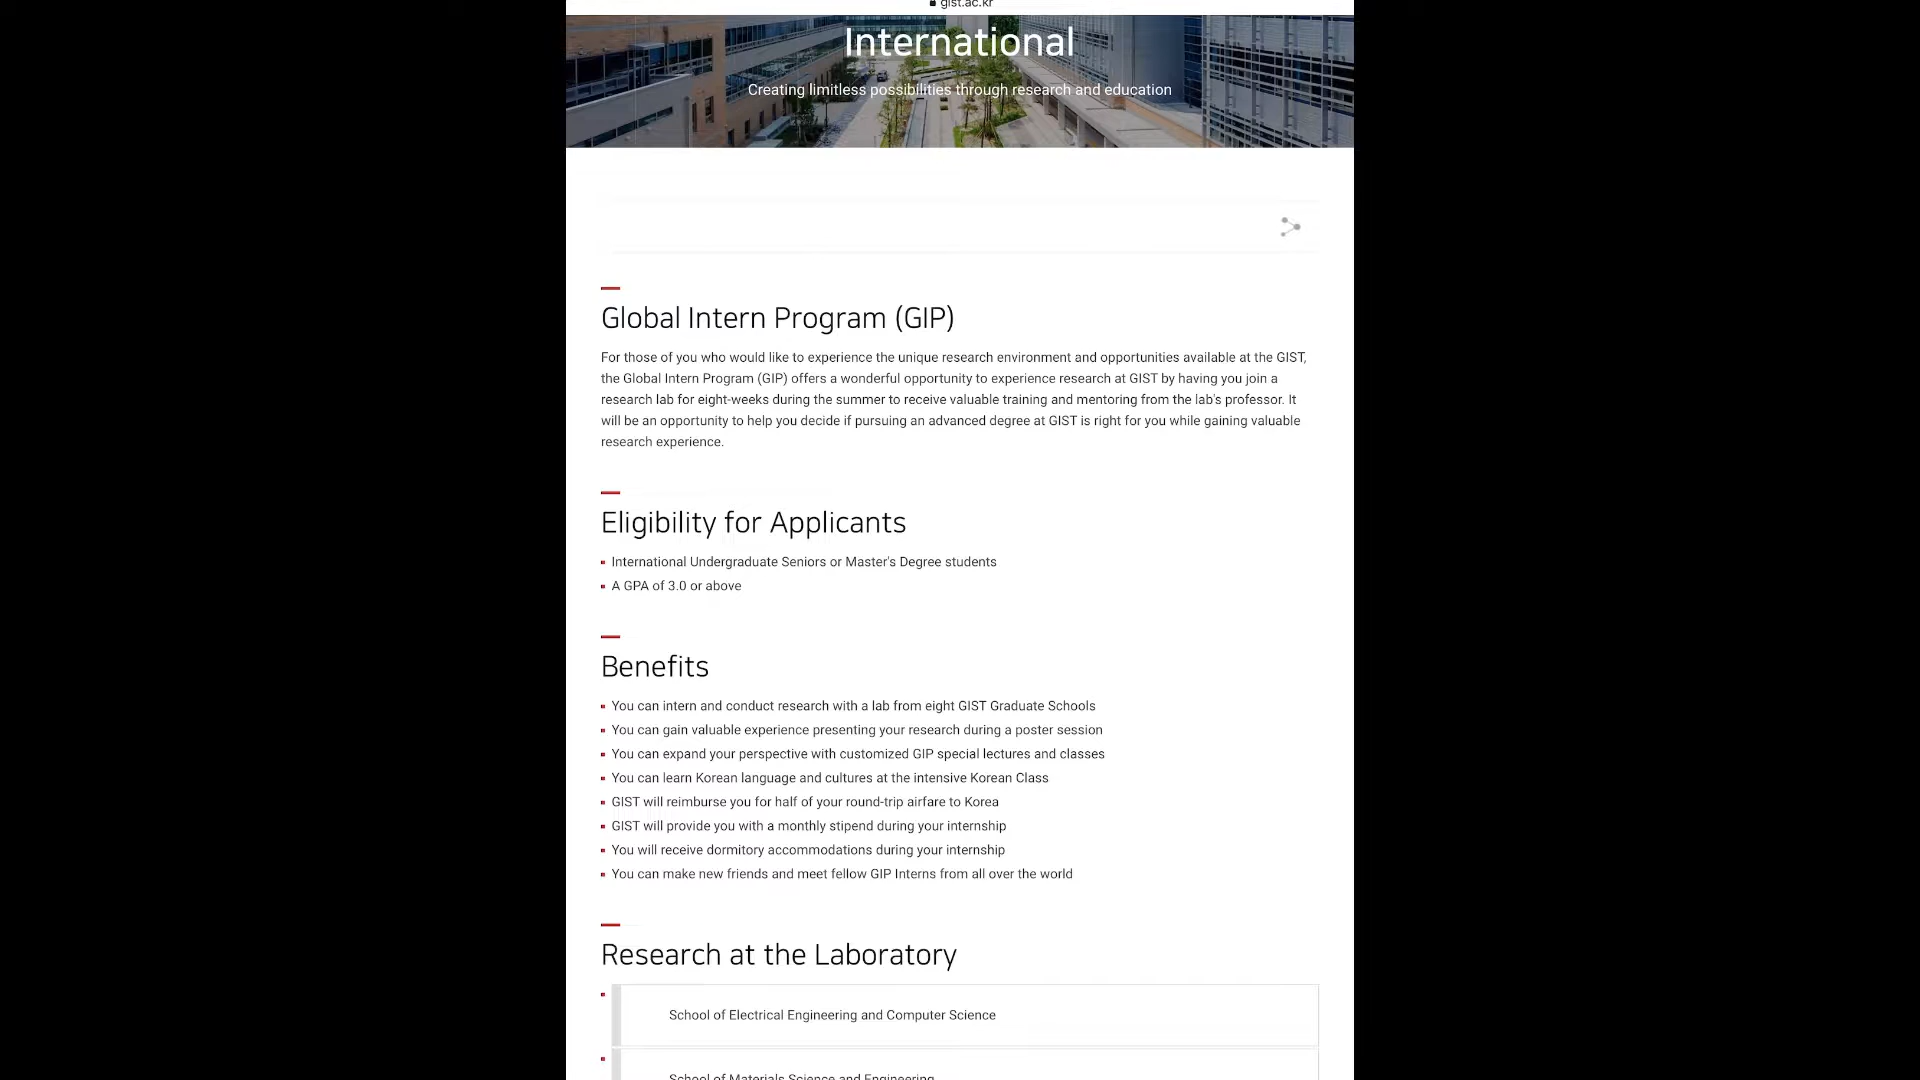 gist.ac.kr
International
Creating limitless possibilities through research and education
Global Intern Program (GIP)
For those of you who would like to experience the unique research environment and opportunities available at the GIST,
the Global Intern Program (GIP) offers a wonderful opportunity to experience research at GIST by having you join a
research lab for eight-weeks during the summer to receive valuable training and mentoring from the lab's professor. It
will be an opportunity to help you decide if pursuing an advanced degree at GIST is right for you while gaining valuable
research experience.
Eligibility for Applicants
International Undergraduate Seniors or Master's Degree students
A GPA of 3.0 or above
Benefits
You can intern and conduct research with a lab from eight GIST Graduate Schools
You can gain valuable experience presenting your research during a poster session
You can expand your perspective with customized GIP special lectures and classes
You can learn Korean language and cultures at the intensive Korean Class
GIST will reimburse you for half of your round-trip airfare to Korea
GIST will provide you with a monthly stipend during your internship
You will receive dormitory accommodations during your internship
You can make new friends and meet fellow GIP Interns from all over the world
Research at the Laboratory
School of Electrical Engineering and Computer Science
School of Materials Science and Engineering